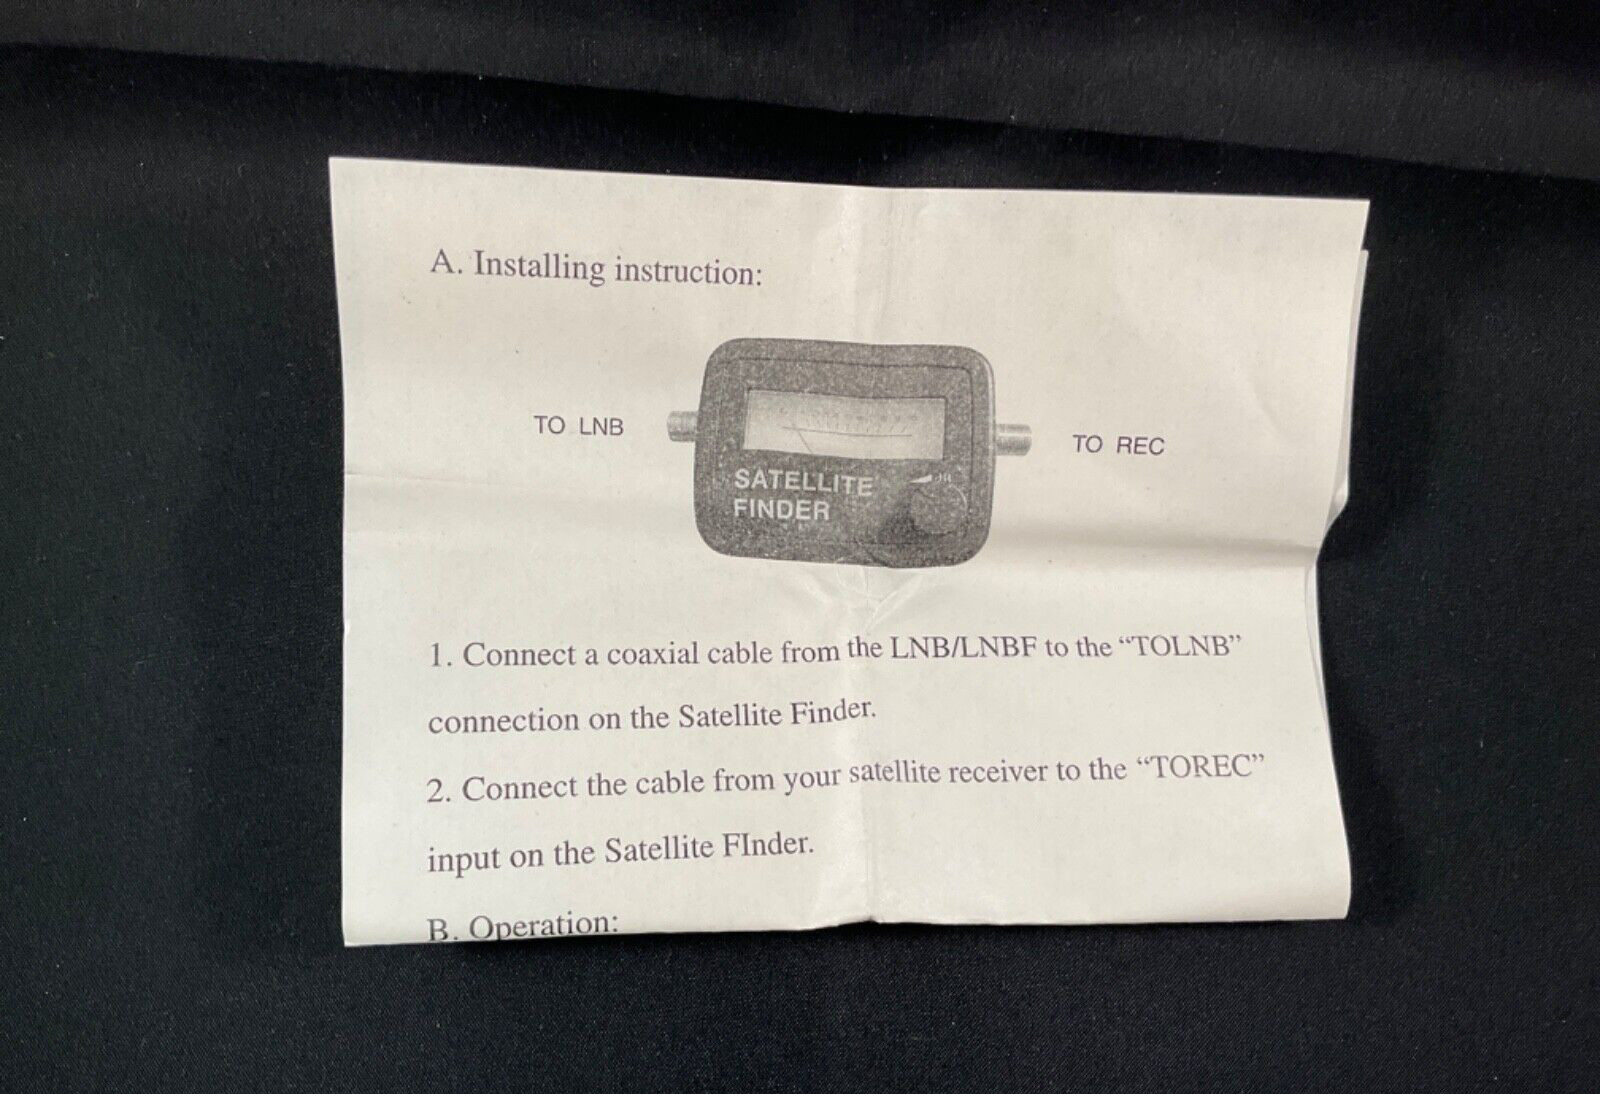 A. Installing instruction:
TO LNB
TO REC
SATELLITE
FINDER
1. Connect a coaxial cable from the LNB/LNBF to the “TOLNB”
connection on the Satellite Finder.
2. Connect the cable from your satellite receiver to the “TOREC”
input on the Satellite FInder.
B. Operation: